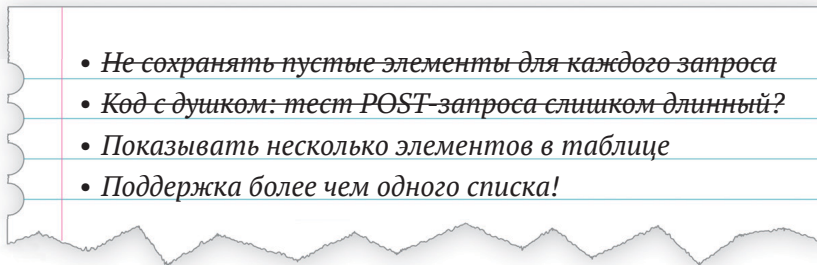 • Не сохранять пустые элементы для каждого запроса
• Код с душком: тест POST-запроса слишком длинный?
• Показывать несколько элементов в таблице
• Поддержка более чем одного списка!